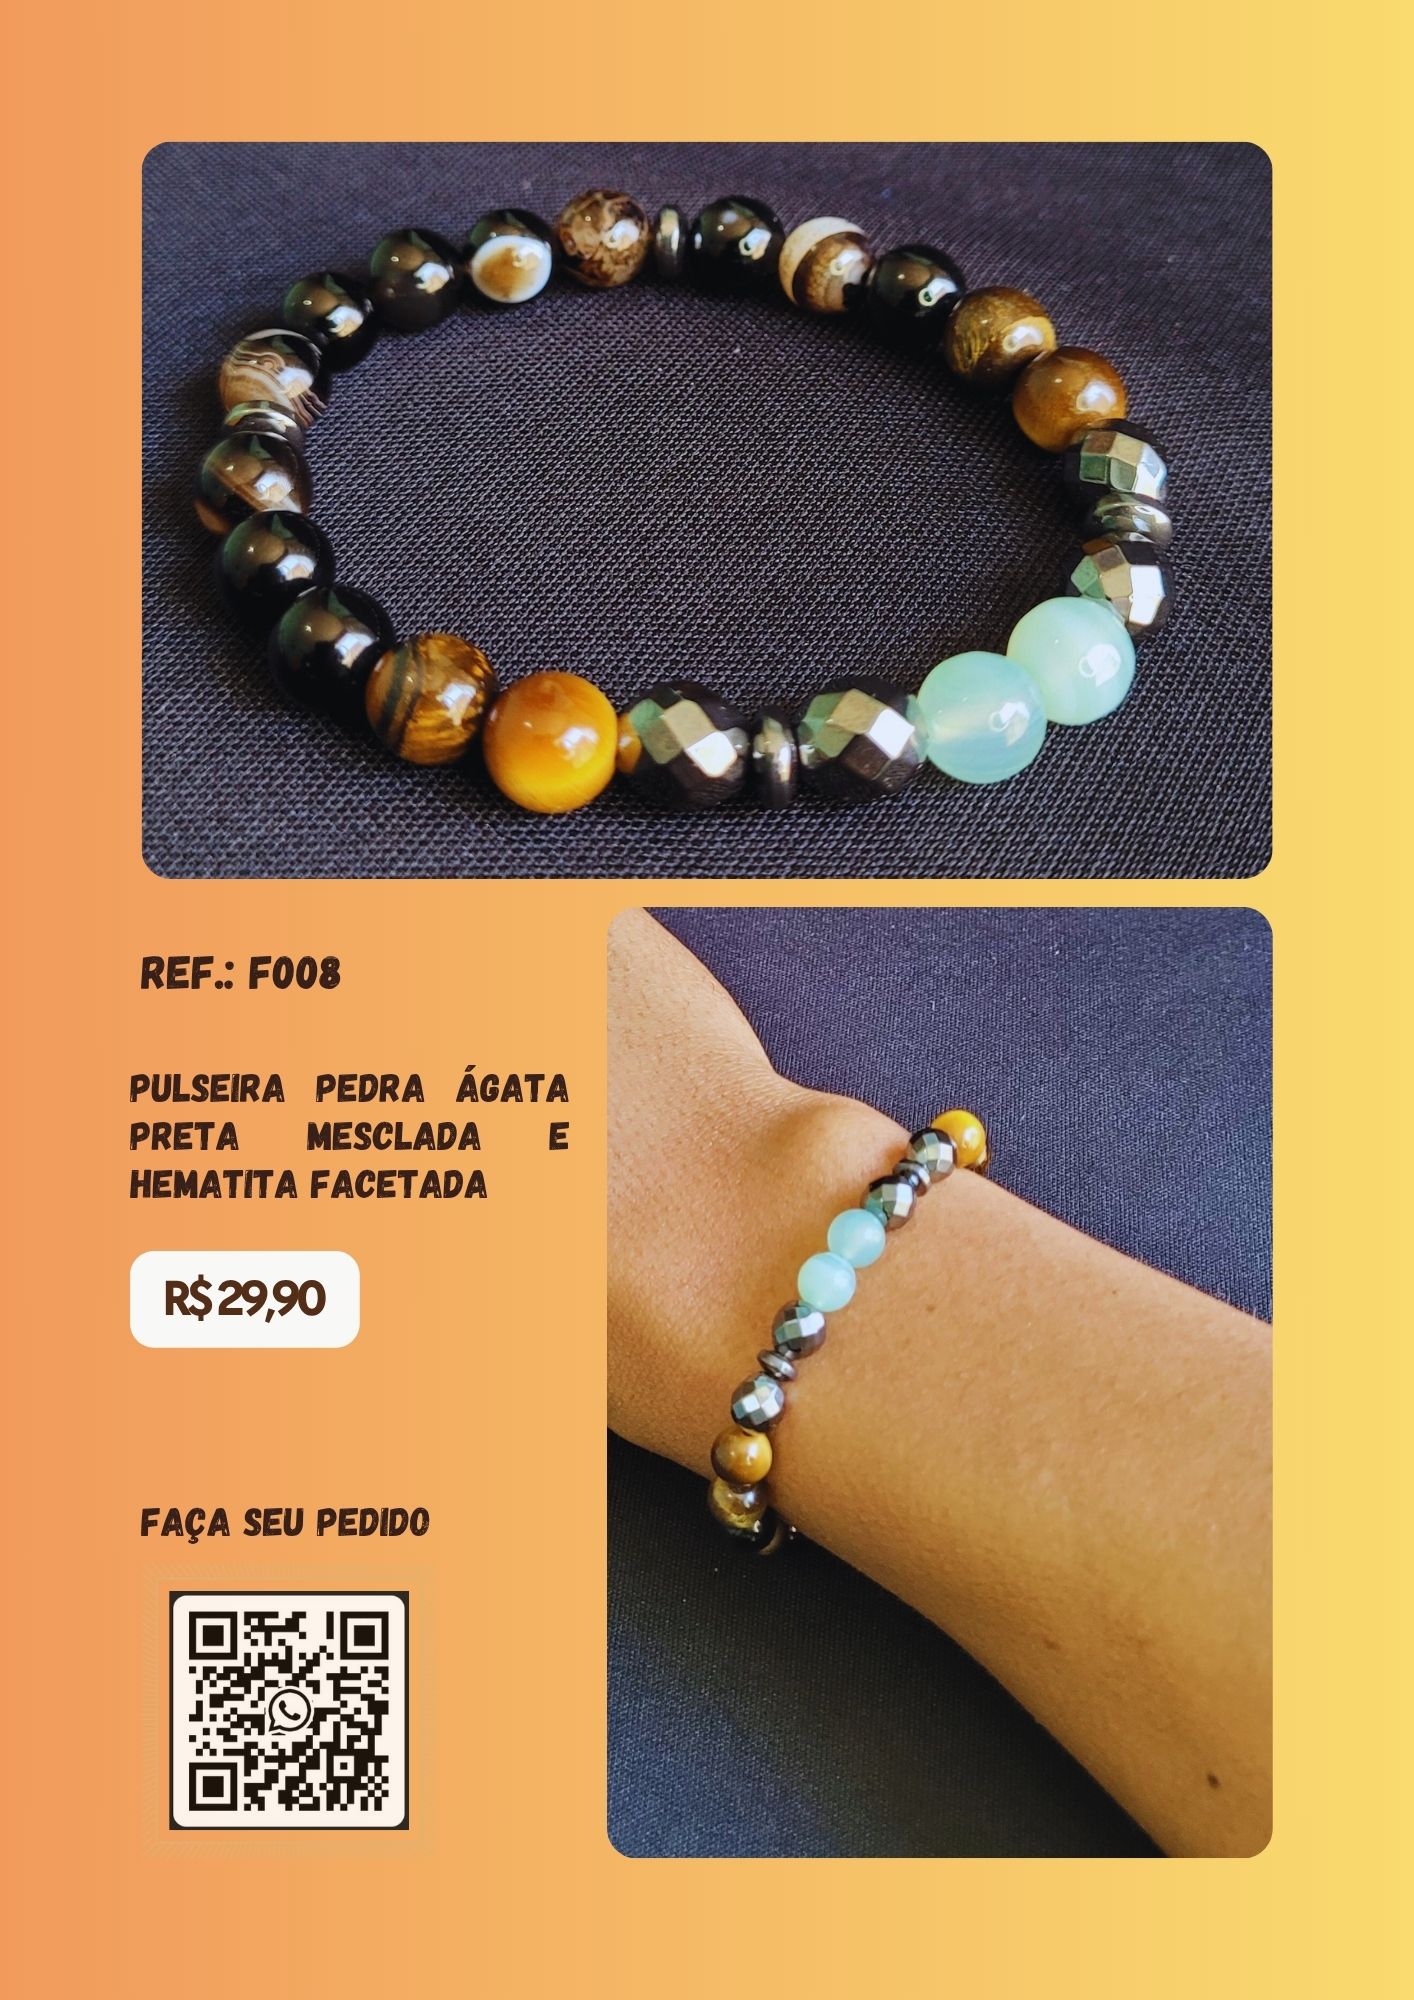 REF.: F008
PULSEIRA PEDRA ÁGATA
PRETA MESCLADA E
HEMATITA FACETADA
R$ 29,90
FAÇA SEU PEDIDO